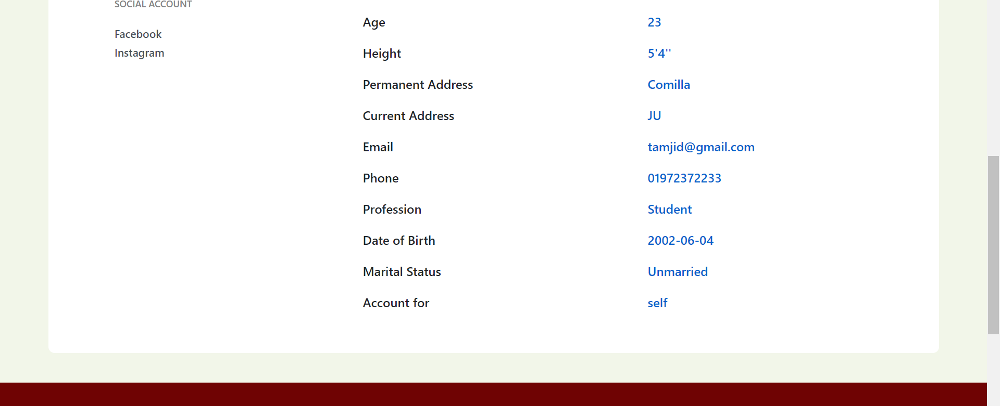 SOCIAL ACCOUNT
Facebook
Instagram
Age 23
Height 5'4''
Permanent Address Comilla
Current Address JU
Email tamjid@gmail.com
Phone 01972372233
Profession Student
Date of Birth 2002-06-04
Marital Status Unmarried
Account for self